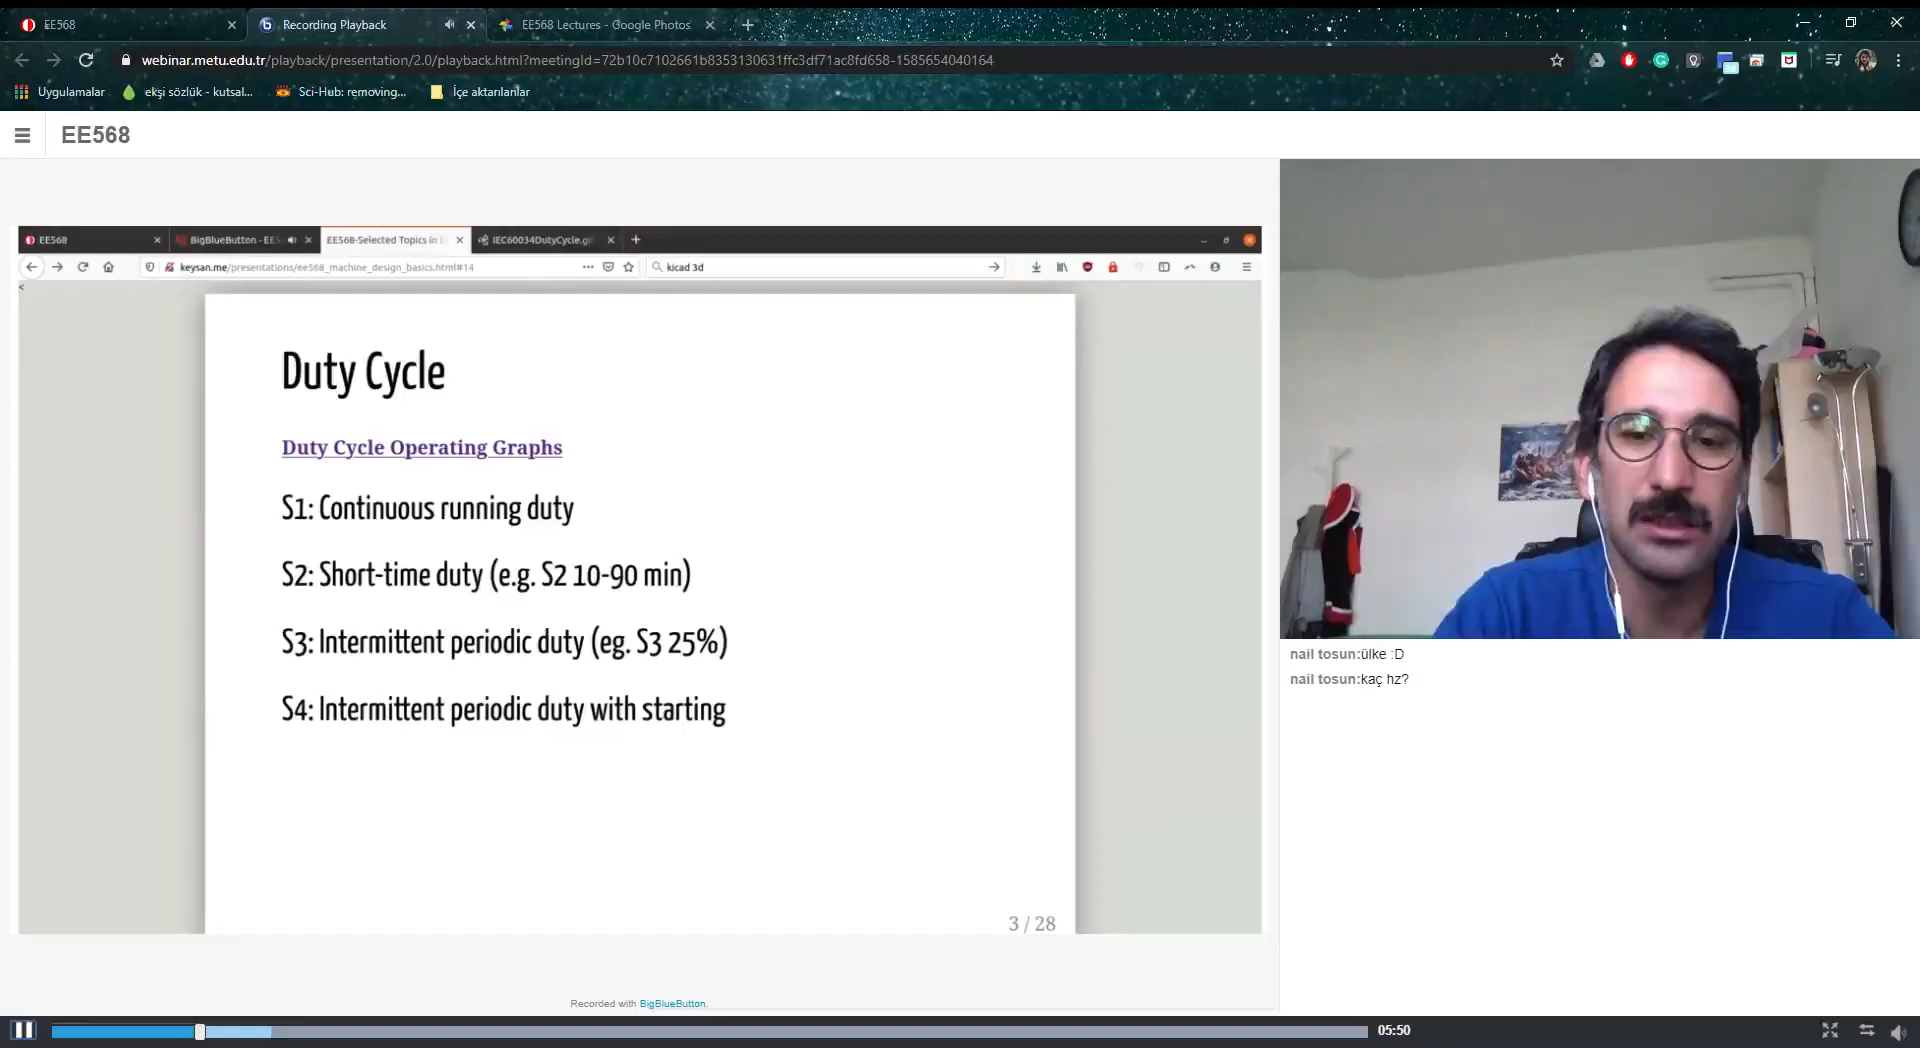 EE568
Recording Playback
EE568 Lectures - Google Photos
webinar.metu.edu.tr/playback/presentation/2.0/playback.html?meetingId=72b10c7102661b8353130631ffc3df71ac8fd658-1585654040164
Uygulamalar
ekşi sözlük - kutsal...
Sci-Hub: removing...
İçe aktarılanlar
EE568
EE568
BigBlueButton - EE5
EE568-Selected Topics in E
IEC60034DutyCycle.gi
keysan.me/presentations/ee568_machine_design_basics.html#14
kicad 3d
<
Duty Cycle
Duty Cycle Operating Graphs
S1: Continuous running duty
S2: Short-time duty (e.g. S2 10-90 min)
S3: Intermittent periodic duty (eg. S3 25%)
S4: Intermittent periodic duty with starting
3 / 28
nail tosun:ülke :D
nail tosun:kaç hz?
Recorded with BigBlueButton.
05:50